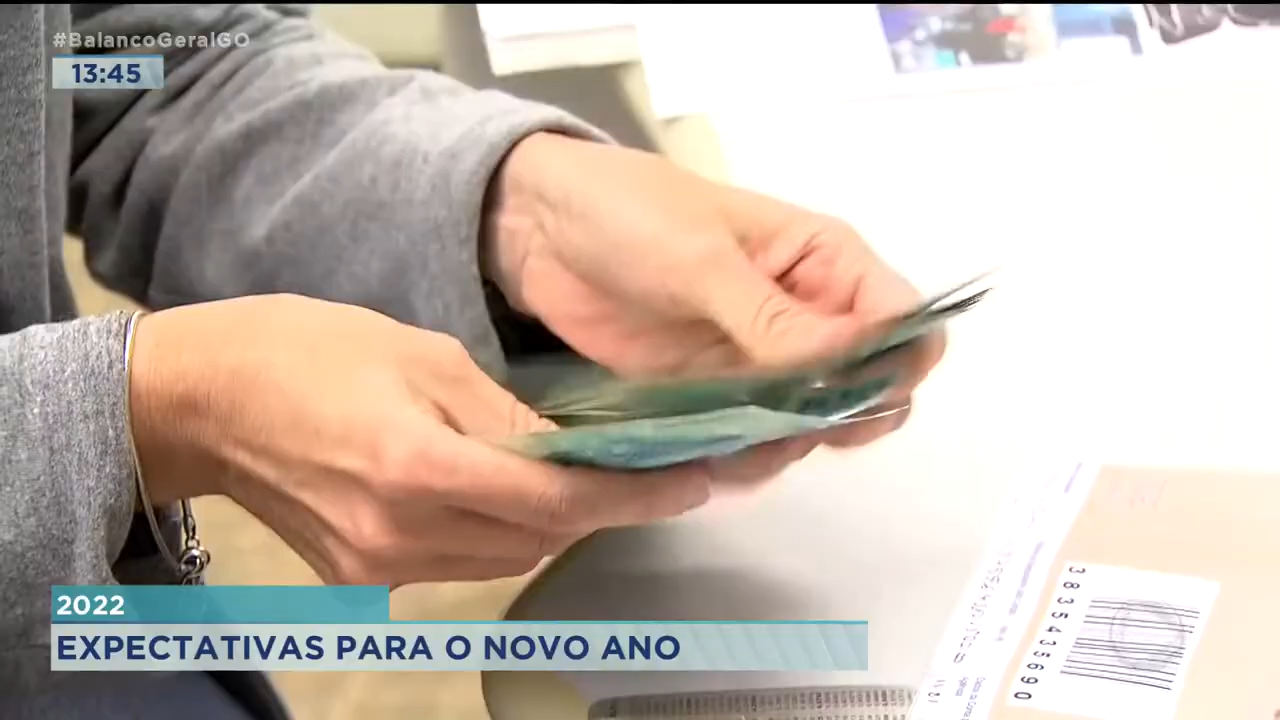 #BalancoGeralGO
13:45
383543569 0
2022
EXPECTATIVAS PARA O NOVO ANO